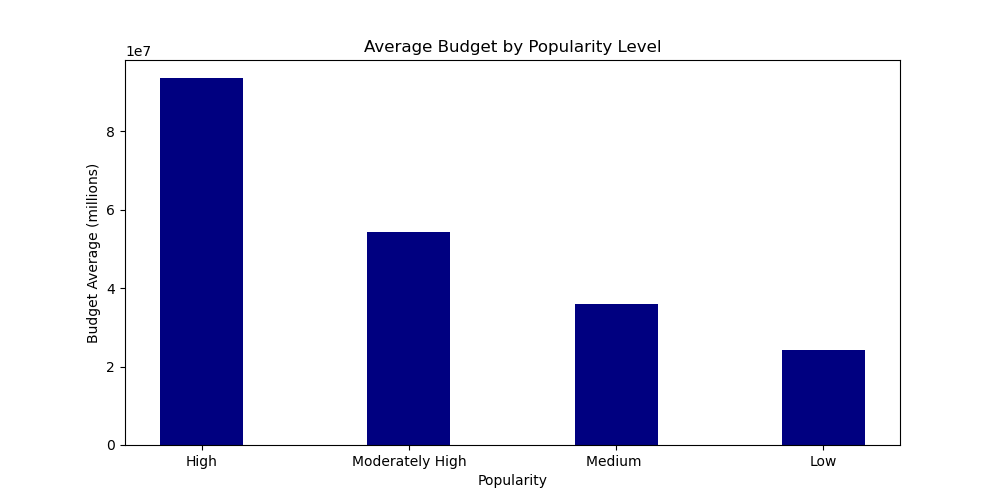 Average Budget by Popularity Level
1e7
8
6
4
2
0
Budget Average (millions)
High Moderately High Medium Low
Popularity